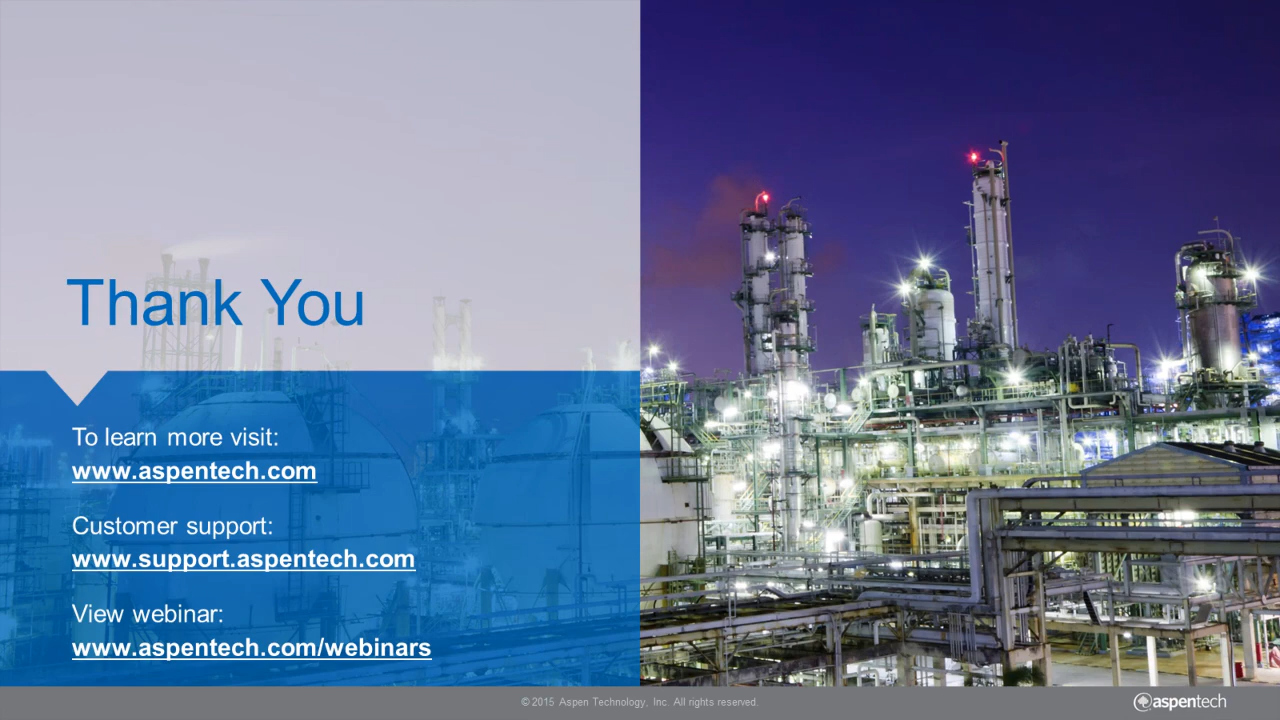 Thank You
To learn more visit:
www.aspentech.com
Customer support:
www.support.aspentech.com
View webinar:
www.aspentech.com/webinars
© 2015 Aspen Technology, Inc. All rights reserved.
aspentech